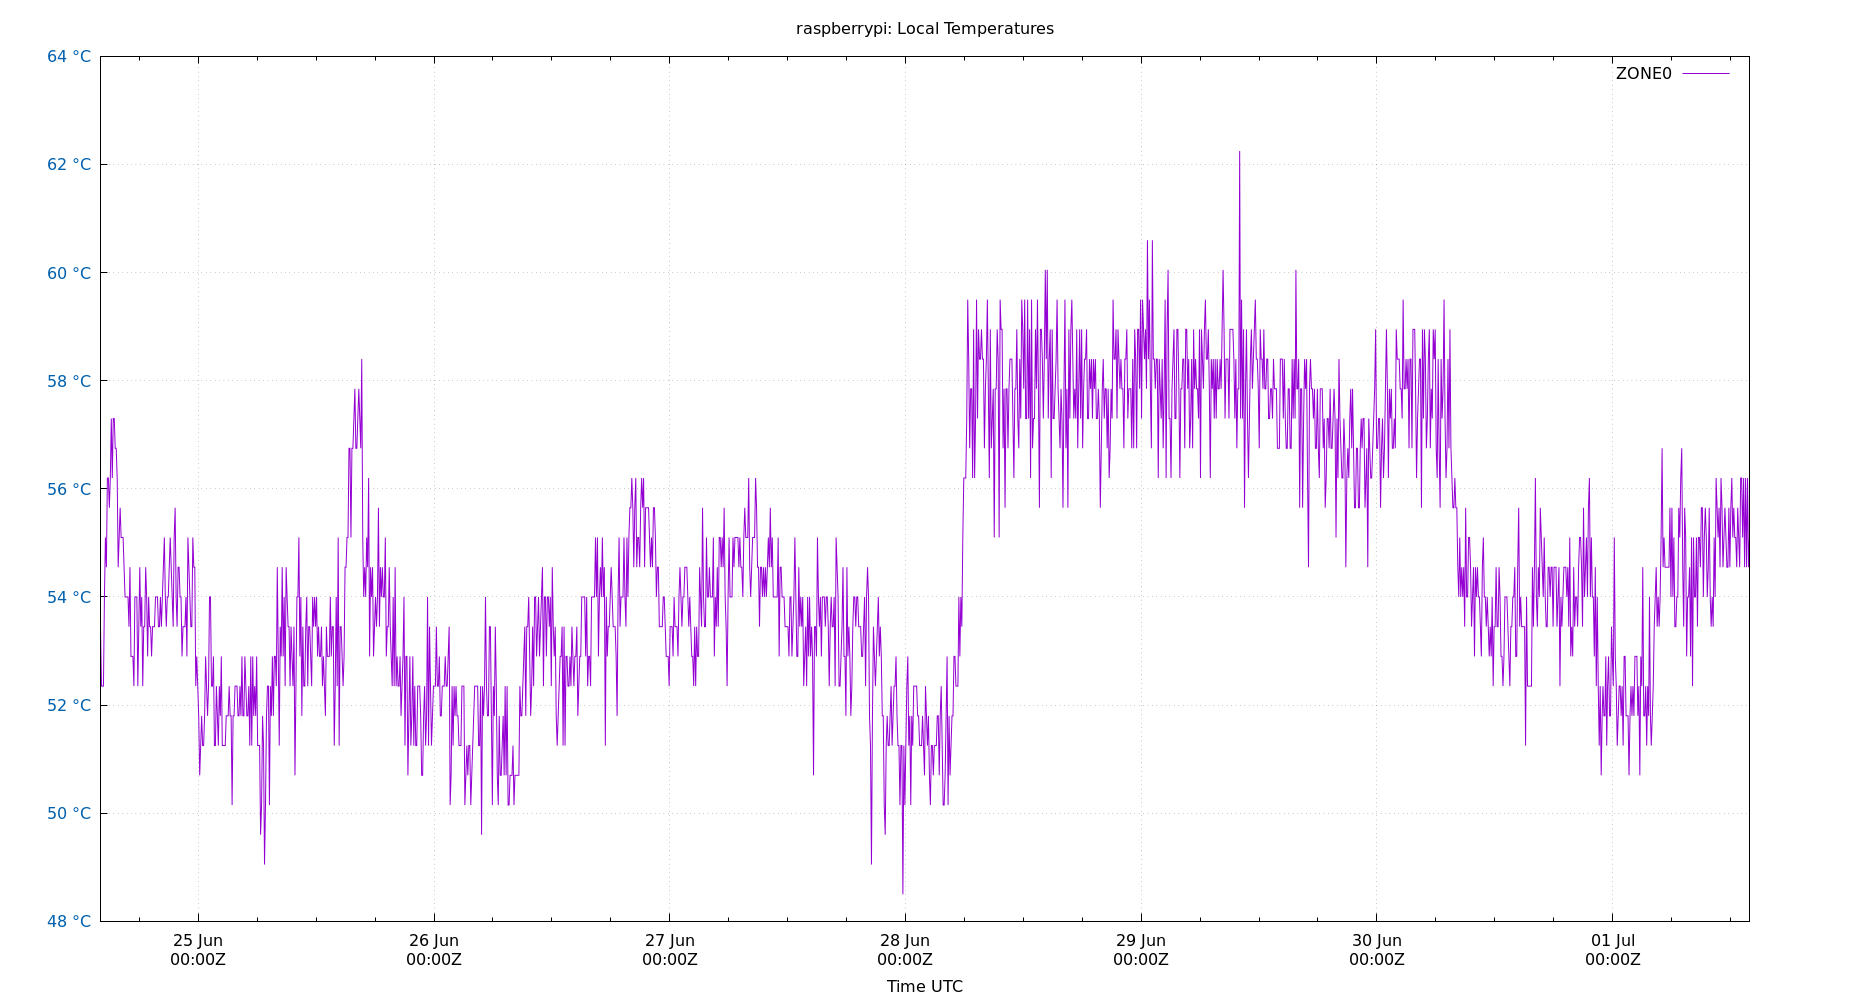 raspberrypi: Local Temperatures
ZONE0
64 °C
62 °C
60 °C
58 °C
56 °C
54 °C
52 °C
50 °C
48 °C
25 Jun 26 Jun 27 Jun 28 Jun 29 Jun 30 Jun 01 Jul
00:00Z 00:00Z 00:00Z 00:00Z 00:00Z 00:00Z 00:00Z
Time UTC